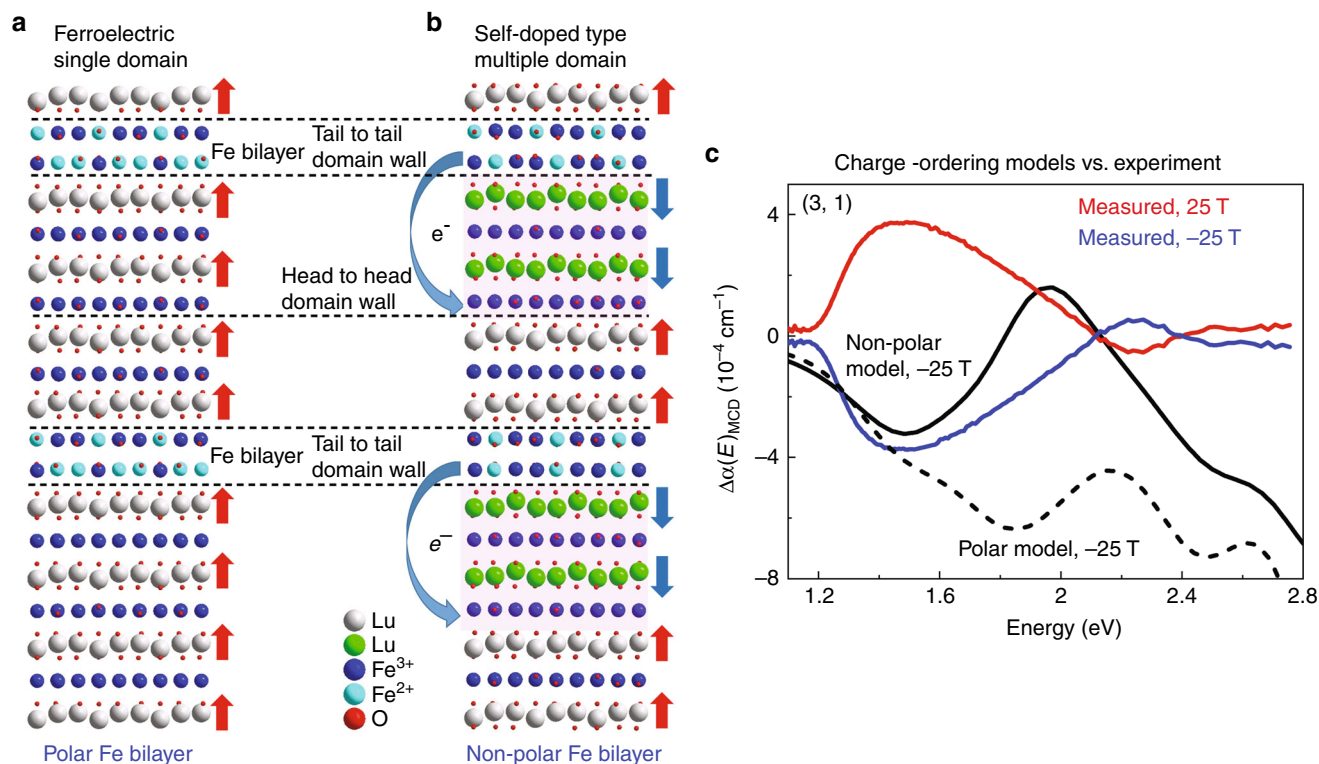 a
Ferroelectric
single domain
b
Self-doped type
multiple domain
Fe bilayer
Tail to tail
domain wall
e-
Head to head
domain wall
Fe bilayer
Tail to tail
domain wall
e–
Lu
Lu
Fe3+
Fe2+
O
Polar Fe bilayer
Non-polar Fe bilayer
c
Charge -ordering models vs. experiment
(3, 1)
Measured, 25 T
Measured, –25 T
Non-polar
model, –25 T
Polar model, –25 T
Δα(E)MCD (10–4 cm–1)
4
0
–4
–8
1.2
1.6
2
2.4
2.8
Energy (eV)